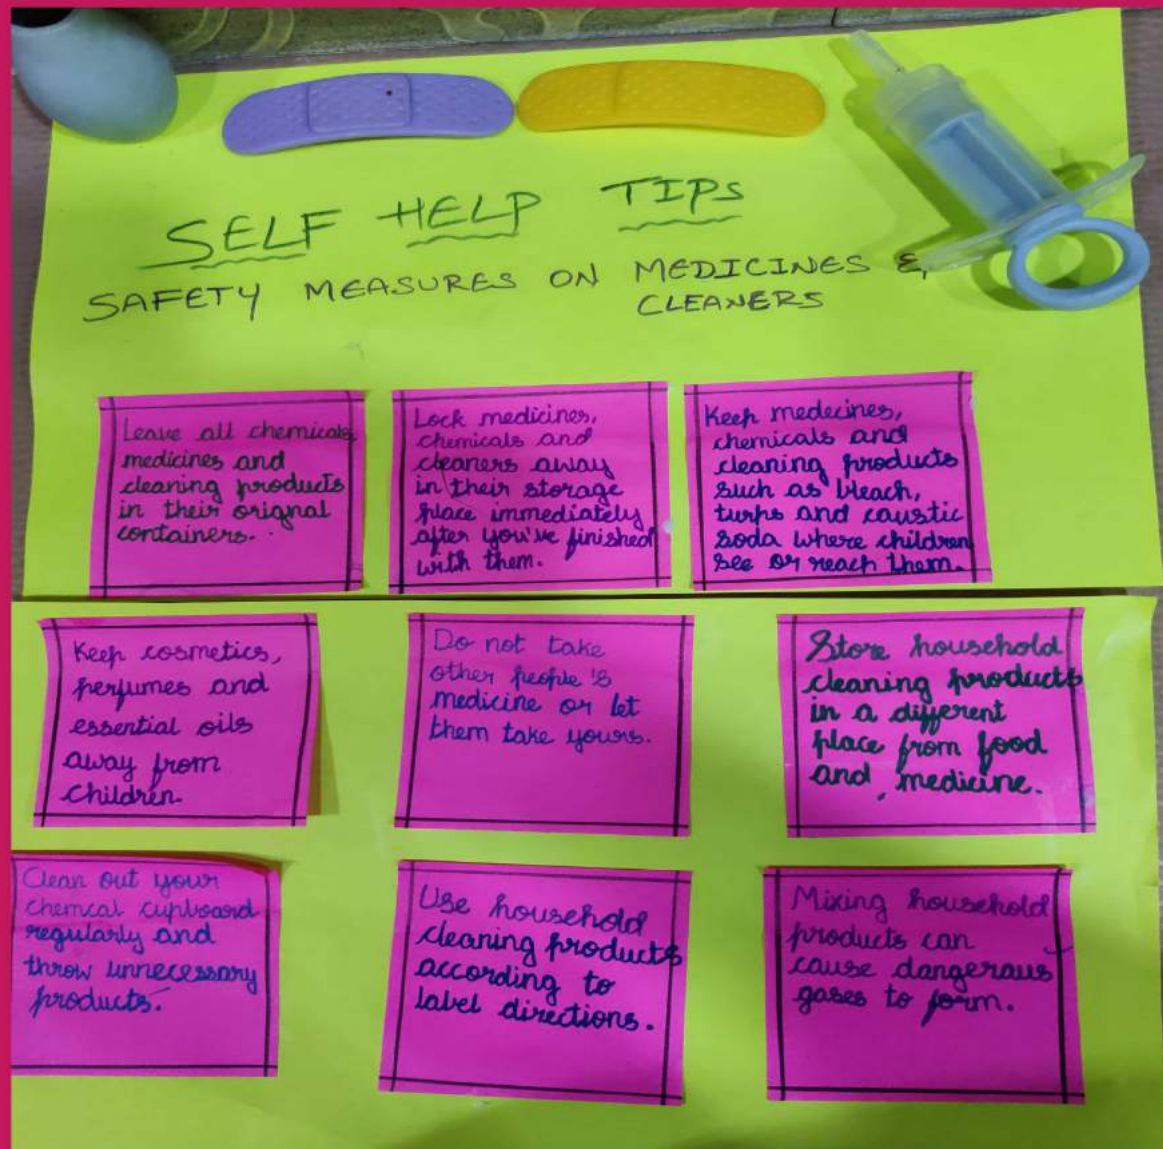 SELF HELP TIPS
SAFETY MEASURES ON MEDICINES &
CLEANERS
Leave all chemicals
medicines and
cleaning products
in their orignal
containers.
Lock medicines,
chemicals and
cleaners away
in their storage
place immediately
after you've finished
with them.
Keep medecines,
chemicals and
cleaning products
such as bleach,
turps and caustic
soda where children
see or reach them.
Keep cosmetics,
perfumes and
essential oils
away from
children.
Do not take
other people's
medicine or let
them take yours.
Store household
cleaning products
in a different
place from food
and medicine.
Clean out your
chemcal cupboard
regularly and
throw unnecessary
products.
Use household
cleaning products
according to
label directions.
Mixing household
products can
cause dangerous
gases to form.